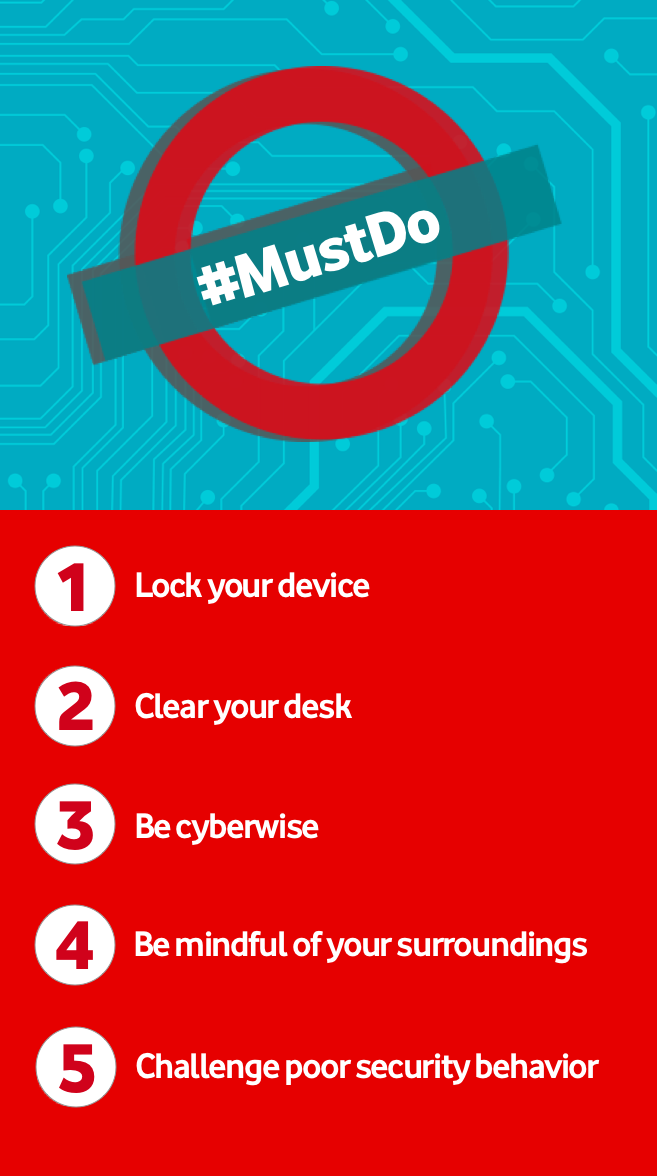 #MustDo
1 Lock your device
2 Clear your desk
3 Be cyberwise
4 Be mindful of your surroundings
5 Challenge poor security behavior